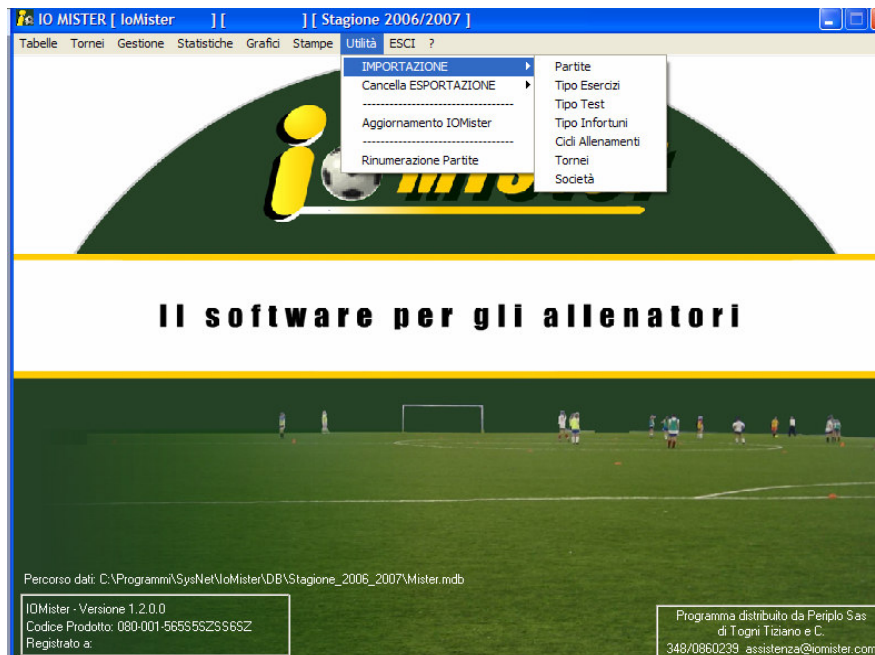 IO MISTER [ IoMister ] [ ] [ Stagione 2006/2007 ]
Tabelle Tornei Gestione Statistiche Grafici Stampe Utilità ESCI ?
IMPORTAZIONE
Cancella ESPORTAZIONE
----------------------------------
Aggiornamento IOMister
----------------------------------
Rinumerazione Partite
Partite
Tipo Esercizi
Tipo Test
Tipo Infortuni
Cicli Allenamenti
Tornei
Società
Il software per gli allenatori
Percorso dati: C:\Programmi\SysNet\IoMister\DB\Stagione_2006_2007\Mister.mdb
IOMister - Versione 1.2.0.0
Codice Prodotto: 080-001-565S5SZSS6SZ
Registrato a:
Programma distribuito da Periplo Sas
di Togni Tiziano e C.
348/0860239 assistenza@iomister.com